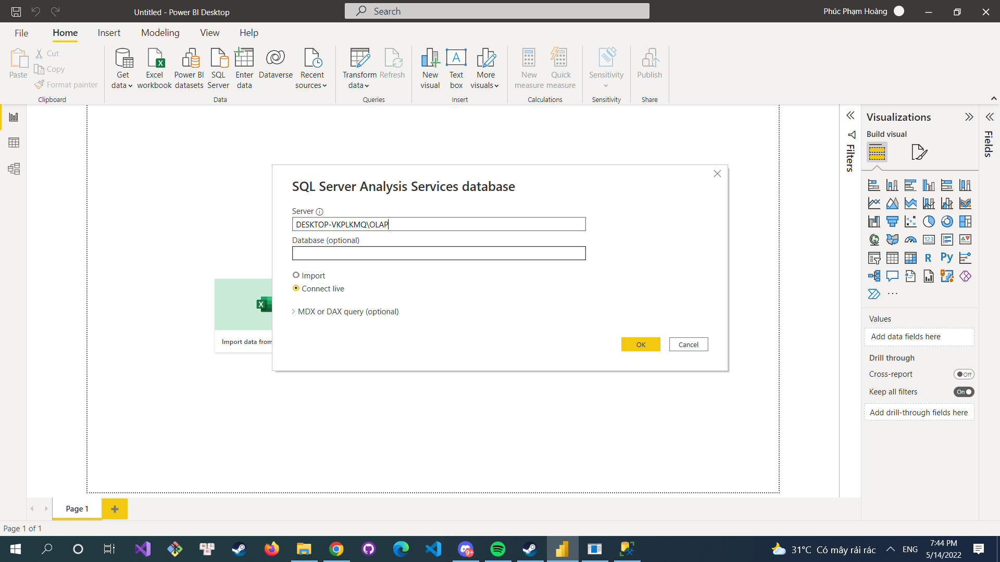 Untitled - Power BI Desktop
Search
Phúc Phạm Hoàng
File
Home
Insert
Modeling
View
Help
Paste
Cut
Copy
Format painter
Clipboard
Get data
Excel workbook
Power BI datasets
SQL Server
Enter data
Dataverse
Recent sources
Data
Transform data
Refresh
Queries
New visual
Text box
More visuals
Insert
New measure
Quick measure
Calculations
Sensitivity
Sensitivity
Publish
Share
SQL Server Analysis Services database
Server
DESKTOP-VKPLKMQ\OLAP
Database (optional)
Import
Connect live
MDX or DAX query (optional)
OK
Cancel
Import data from
Filters
Visualizations
Build visual
123
R
Py
Values
Add data fields here
Drill through
Cross-report
Off
Keep all filters
On
Add drill-through fields here
Fields
Page 1
Page 1 of 1
9+
31°C Có mây rải rác
ENG
7:44 PM
5/14/2022